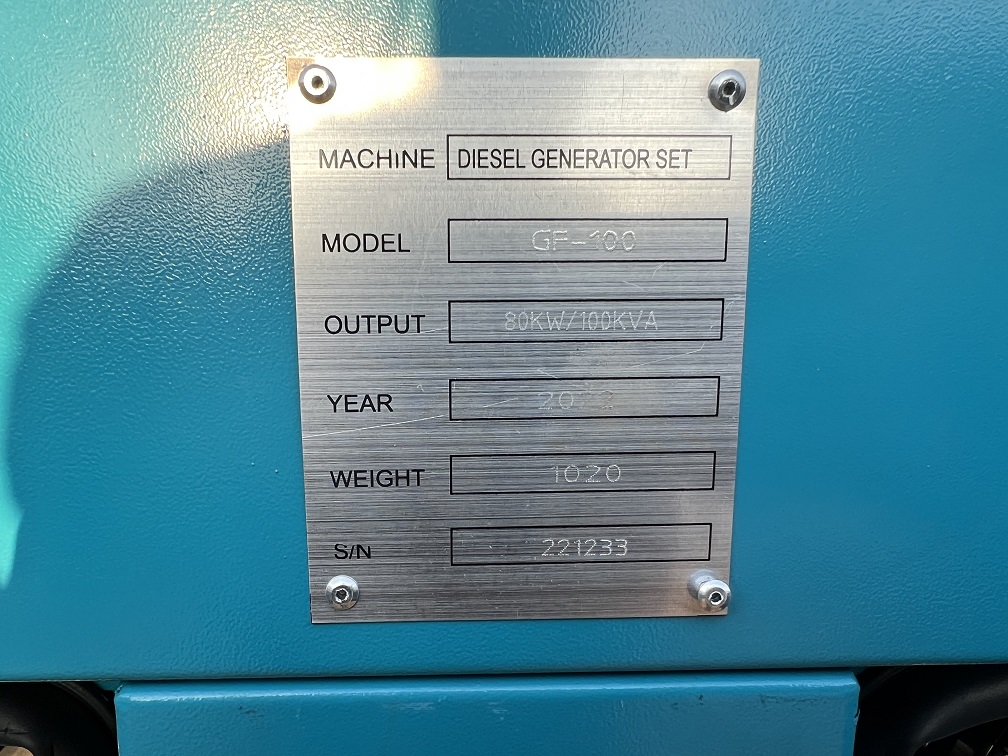 MACHINE DIESEL GENERATOR SET
MODEL GF-100
OUTPUT 80KW/100KVA
YEAR
WEIGHT 1020
S/N 221233